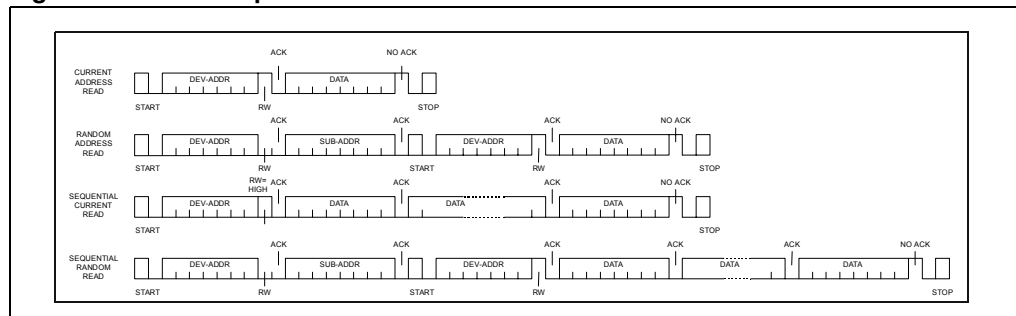 ACK NO ACK
CURRENT
ADDRESS
READ
DEV-ADDR DATA
START RW STOP
ACK ACK ACK NO ACK
RANDOM
ADDRESS
READ
DEV-ADDR SUB-ADDR DEV-ADDR DATA
START RW START RW STOP
RW=
HIGH
ACK ACK ACK NO ACK
SEQUENTIAL
CURRENT
READ
DEV-ADDR DATA DATA DATA
START STOP
ACK ACK ACK ACK ACK NO ACK
SEQUENTIAL
RANDOM
READ
DEV-ADDR SUB-ADDR DEV-ADDR DATA DATA DATA
START RW START RW STOP